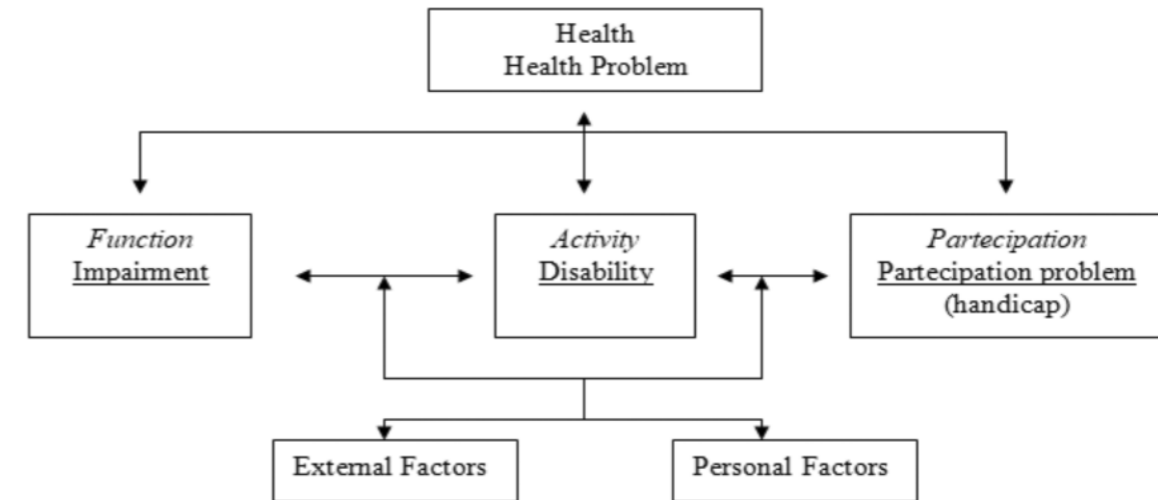 Health
Health Problem
Function
Impairment
Activity
Disability
Partecipation
Partecipation problem
(handicap)
External Factors
Personal Factors